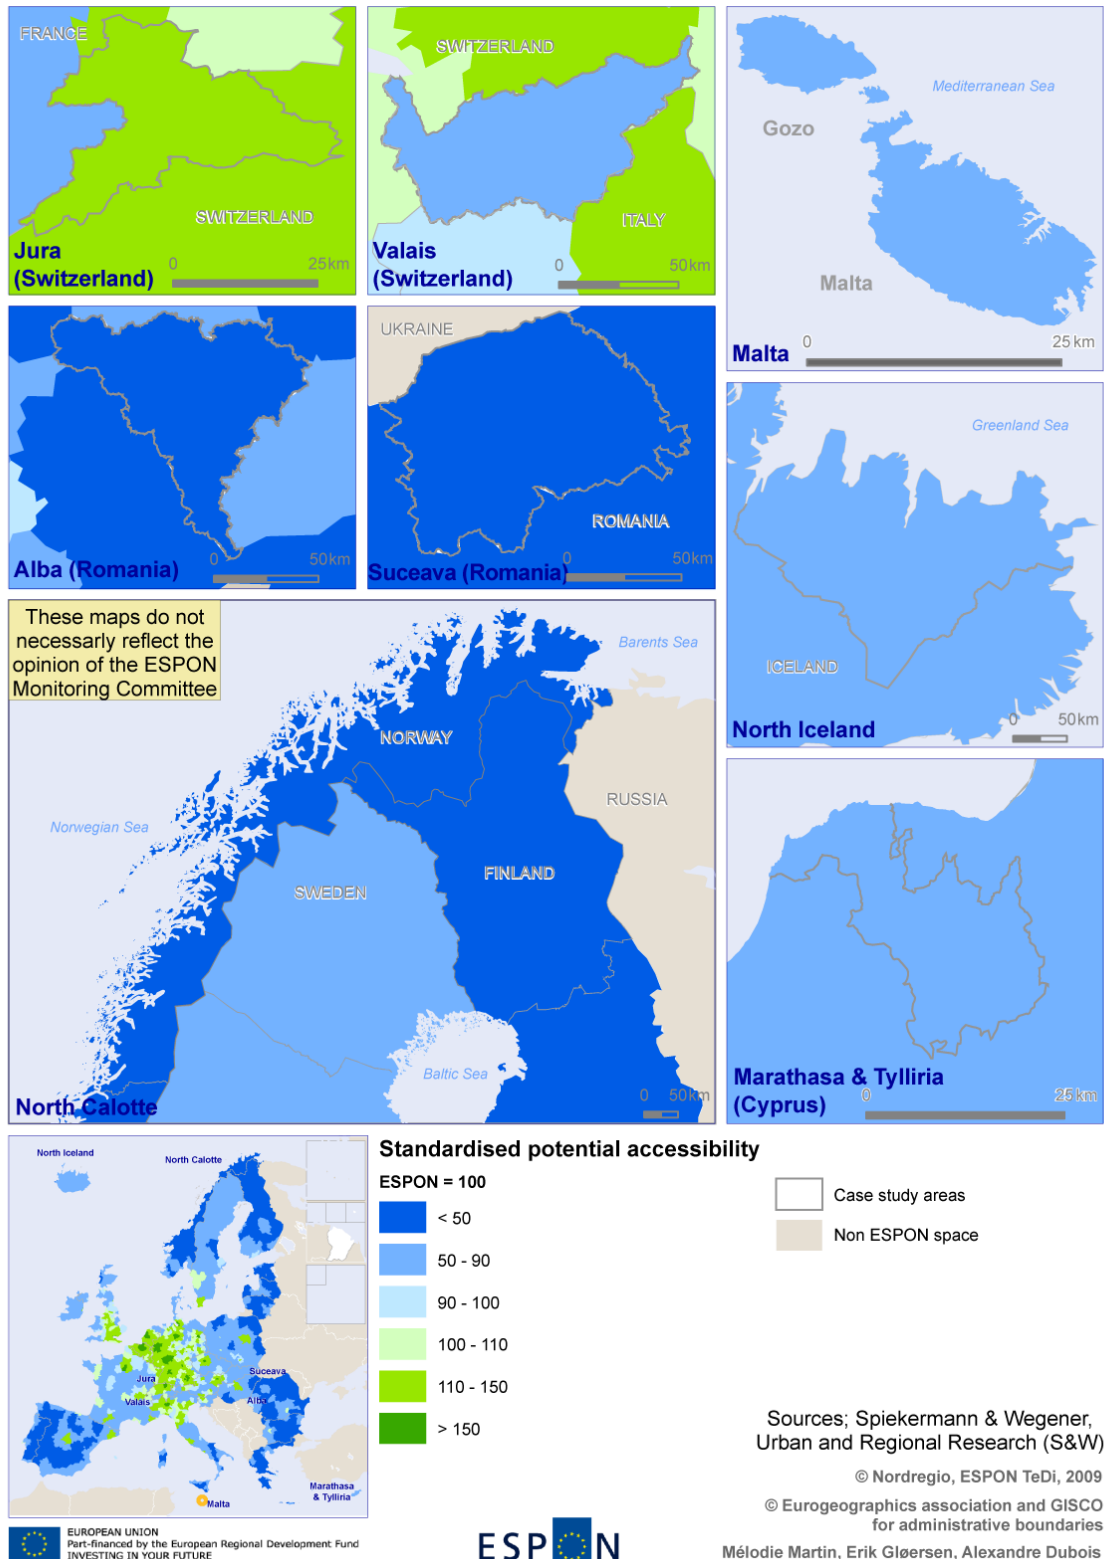 FRANCE
SWITZERLAND
Jura
(Switzerland)
0 25km
SWITZERLAND
ITALY
Valais
(Switzerland)
0 50km
Mediterranean Sea
Gozo
Malta
0 25 km
Malta
Alba (Romania)
0 50km
UKRAINE
ROMANIA
Suceava (Romania)
0 50km
Greenland Sea
ICELAND
North Iceland
0 50km
These maps do not
necessarly reflect the
opinion of the ESPON
Monitoring Committee
Barents Sea
NORWAY
RUSSIA
Norwegian Sea
FINLAND
SWEDEN
Baltic Sea
North Calotte
0 50km
Marathasa & Tylliria
(Cyprus)
0 25 km
North Iceland
North Calotte
Suceava
Jura
Valais
Alba
Marathasa
& Tylliria
Malta
Standardised potential accessibility
ESPON = 100
< 50
50 - 90
90 - 100
100 - 110
110 - 150
> 150
Case study areas
Non ESPON space
Sources; Spiekermann & Wegener,
Urban and Regional Research (S&W)
© Nordregio, ESPON TeDi, 2009
© Eurogeographics association and GISCO
for administrative boundaries
Mélodie Martin, Erik Gløersen, Alexandre Dubois
EUROPEAN UNION
Part-financed by the European Regional Development Fund
INVESTING IN YOUR FUTURE
ESPON